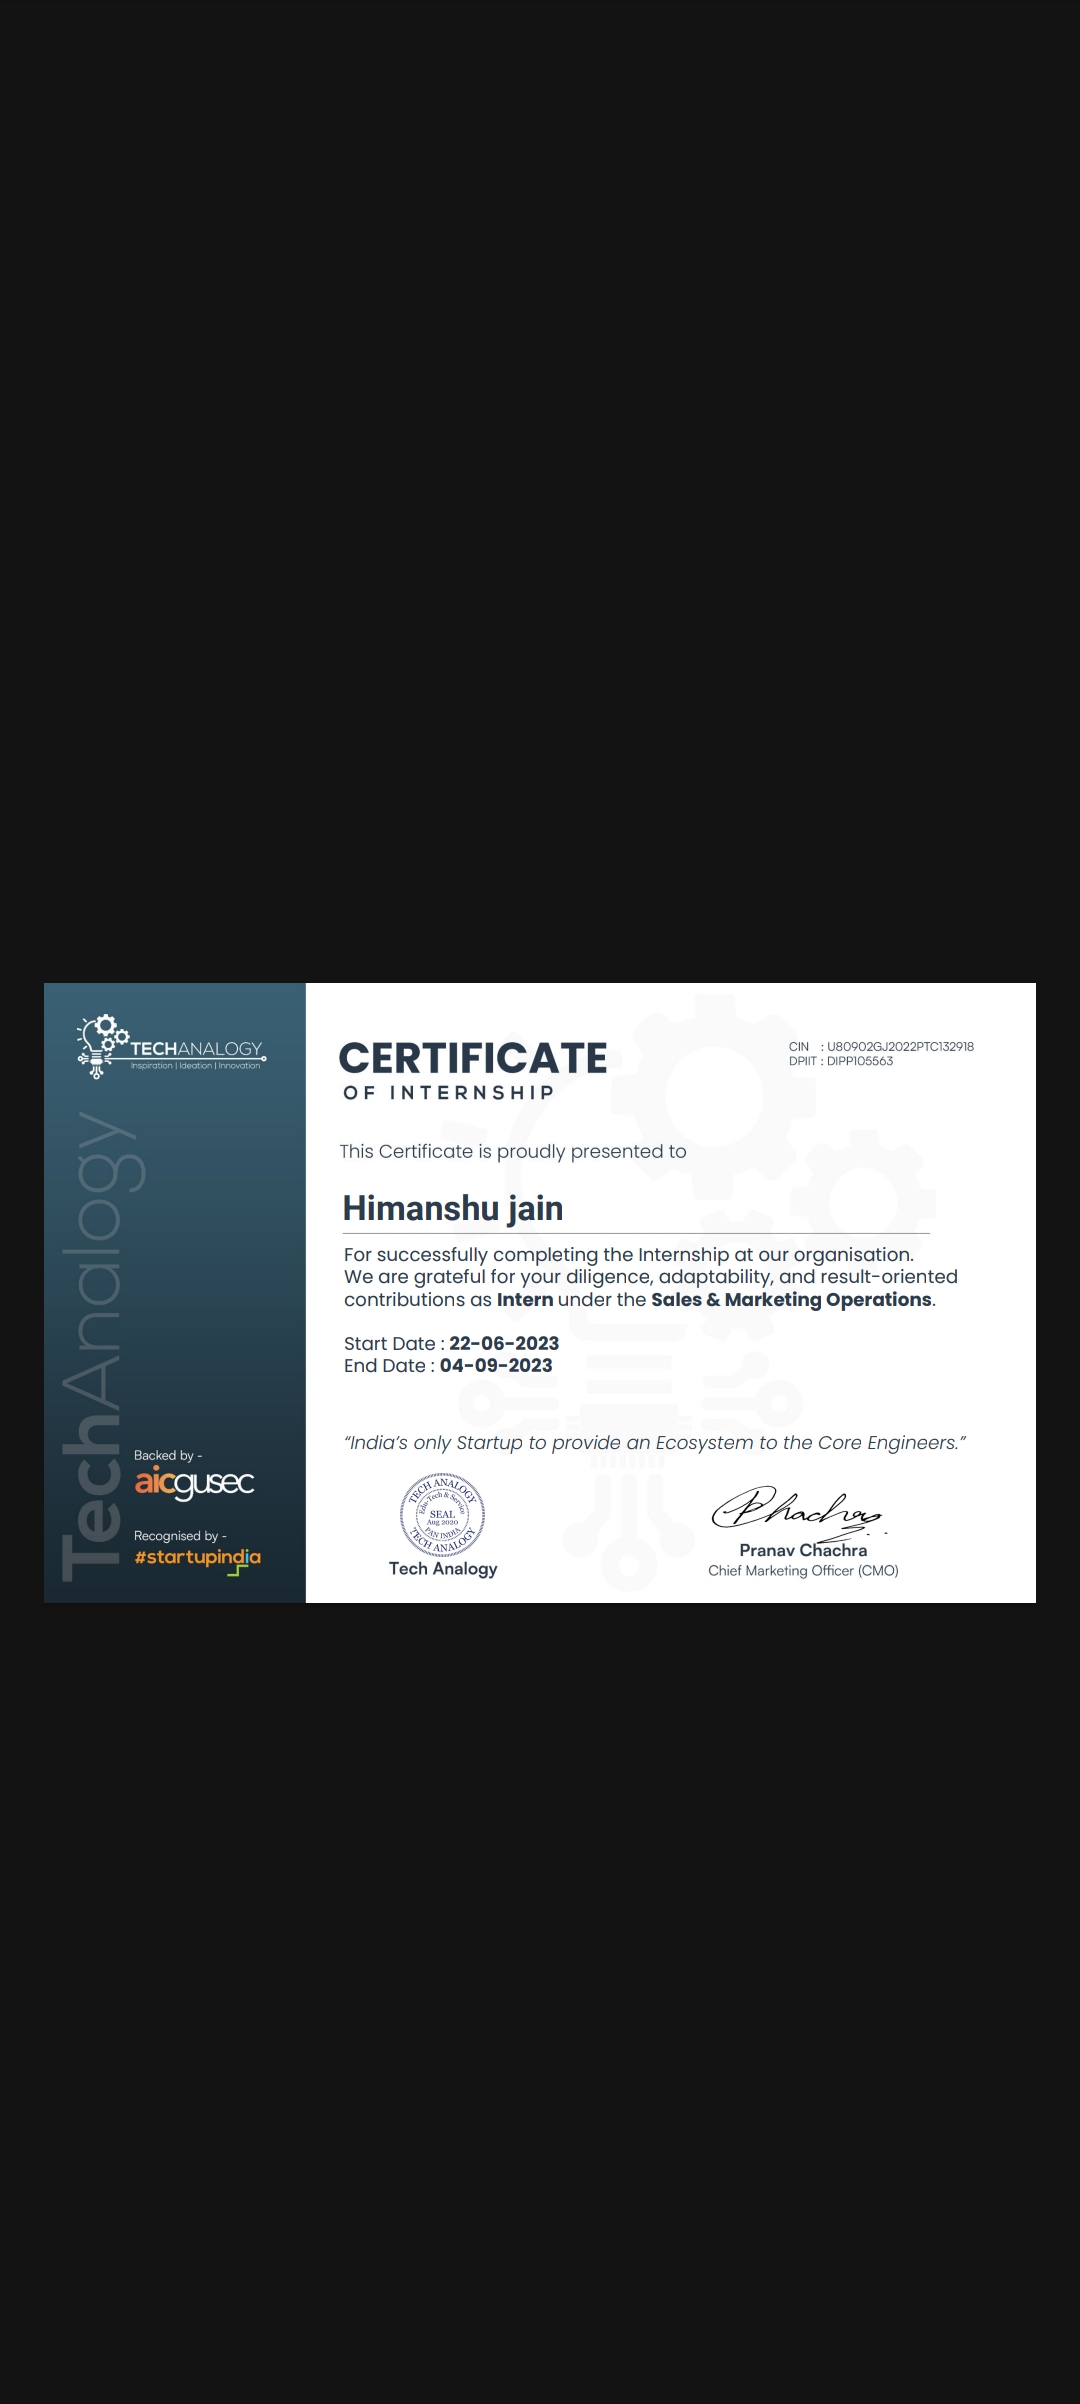 TECHANALOGY
Inspiration | Ideation | Innovation
TechAnalogy
Backed by -
aicgusec
Recognised by -
#startupindia
CERTIFICATE
OF INTERNSHIP
CIN : U80902GJ2022PTC132918
DPIIT : DIPP105563
This Certificate is proudly presented to
Himanshu jain
For successfully completing the Internship at our organisation.
We are grateful for your diligence, adaptability, and result-oriented
contributions as Intern under the Sales & Marketing Operations.
Start Date : 22-06-2023
End Date : 04-09-2023
“India’s only Startup to provide an Ecosystem to the Core Engineers.”
TECH ANALOGY
Edu-Tech & Service
SEAL
Aug 2020
PAN INDIA
TECH ANALOGY
Tech Analogy
Pranav Chachra
Chief Marketing Officer (CMO)